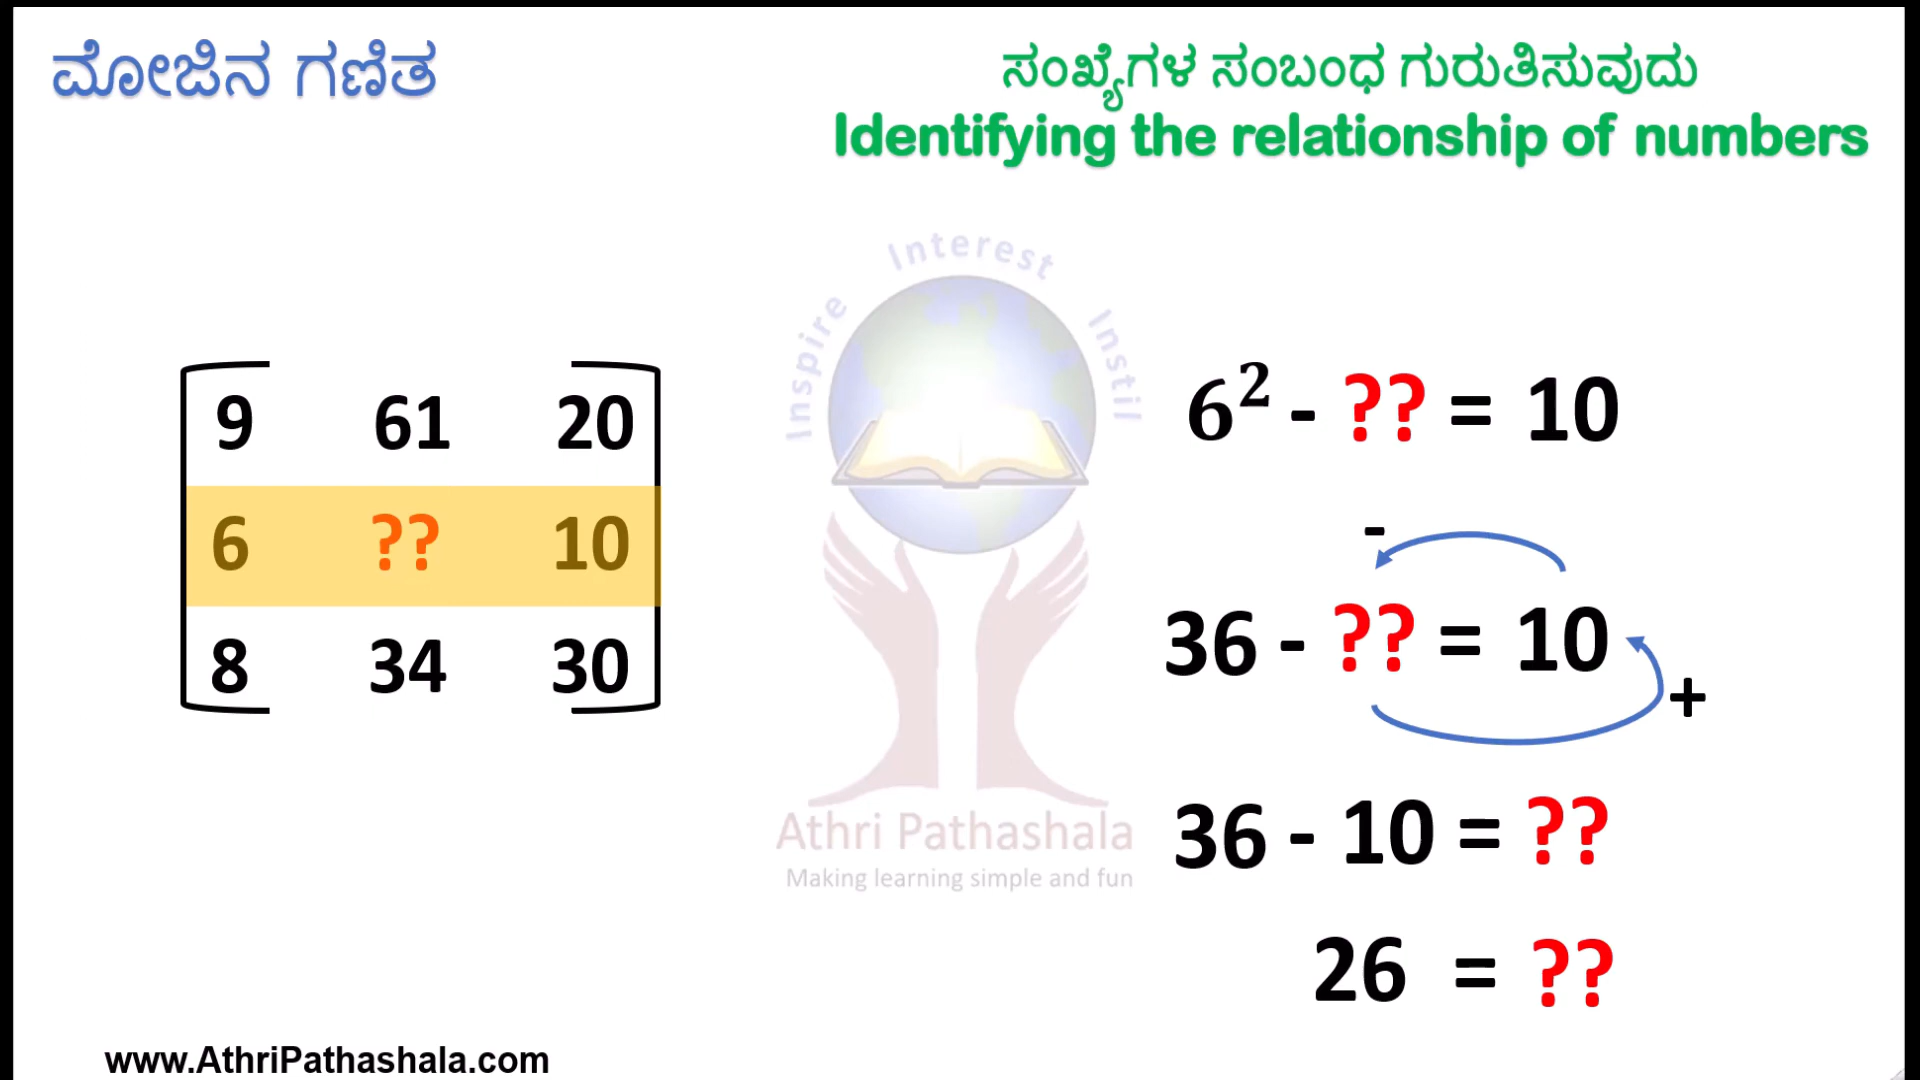 ಮೋಜಿನ ಗಣಿತ
ಸಂಖ್ಯೆಗಳ ಸಂಬಂಧ ಗುರುತಿಸುವುದು
Identifying the relationship of numbers
Inspire Interest Instil
9 61 20
6 ?? 10
8 34 30
6² - ?? = 10
-
36 - ?? = 10
+
36 - 10 = ??
26 = ??
Athri Pathashala
Making learning simple and fun
www.AthriPathashala.com